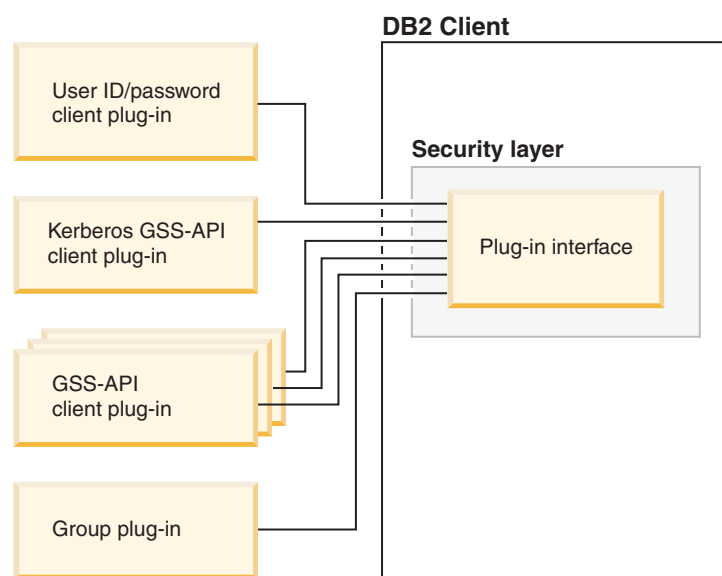 DB2 Client
User ID/password
client plug-in
Security layer
Kerberos GSS-API
client plug-in
Plug-in interface
GSS-API
client plug-in
Group plug-in